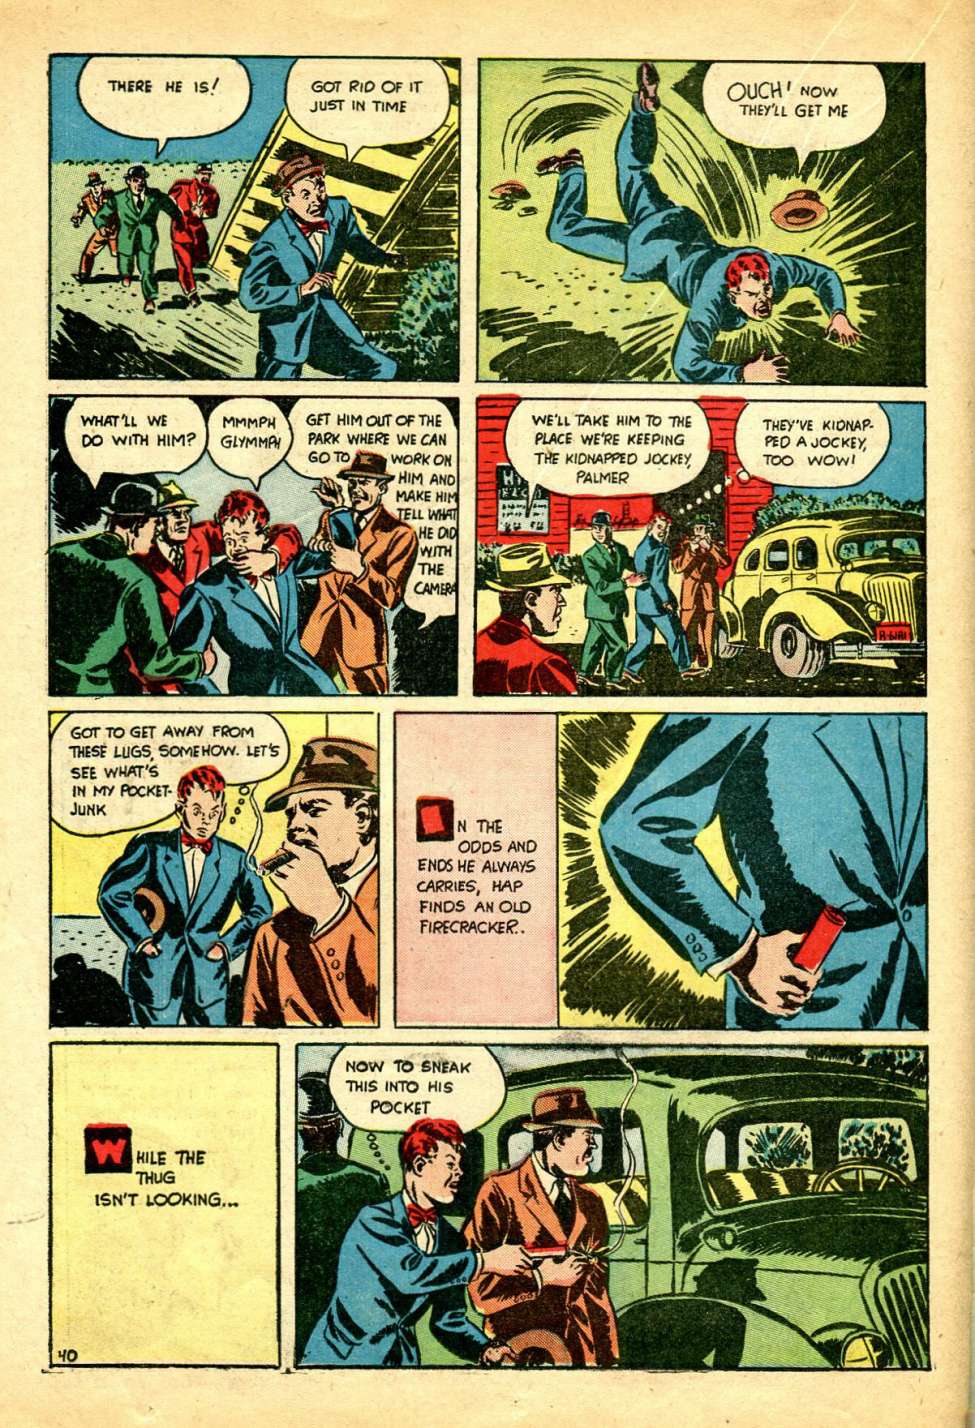 THERE HE IS!
GOT RID OF IT
JUST IN TIME
OUCH! NOW
THEY'LL GET ME
WHAT'LL WE
DO WITH HIM?
MMMPH
GLYMMPH
GET HIM OUT OF THE
PARK WHERE WE CAN
GO TO WORK ON
HIM AND
MAKE HIM
TELL WHAT
HE DID
WITH
THE
CAMERA
WE'LL TAKE HIM TO THE
PLACE WE'RE KEEPING
THE KIDNAPPED JOCKEY,
PALMER
THEY'VE KIDNAP-
PED A JOCKEY,
TOO WOW!
GOT TO GET AWAY FROM
THESE LUGS, SOMEHOW. LET'S
SEE WHAT'S
IN MY POCKET-
JUNK
IN THE
ODDS AND
ENDS HE ALWAYS
CARRIES, HAP
FINDS AN OLD
FIRECRACKER..
WHILE THE
THUG
ISN'T LOOKING...
NOW TO SNEAK
THIS INTO HIS
POCKET
40